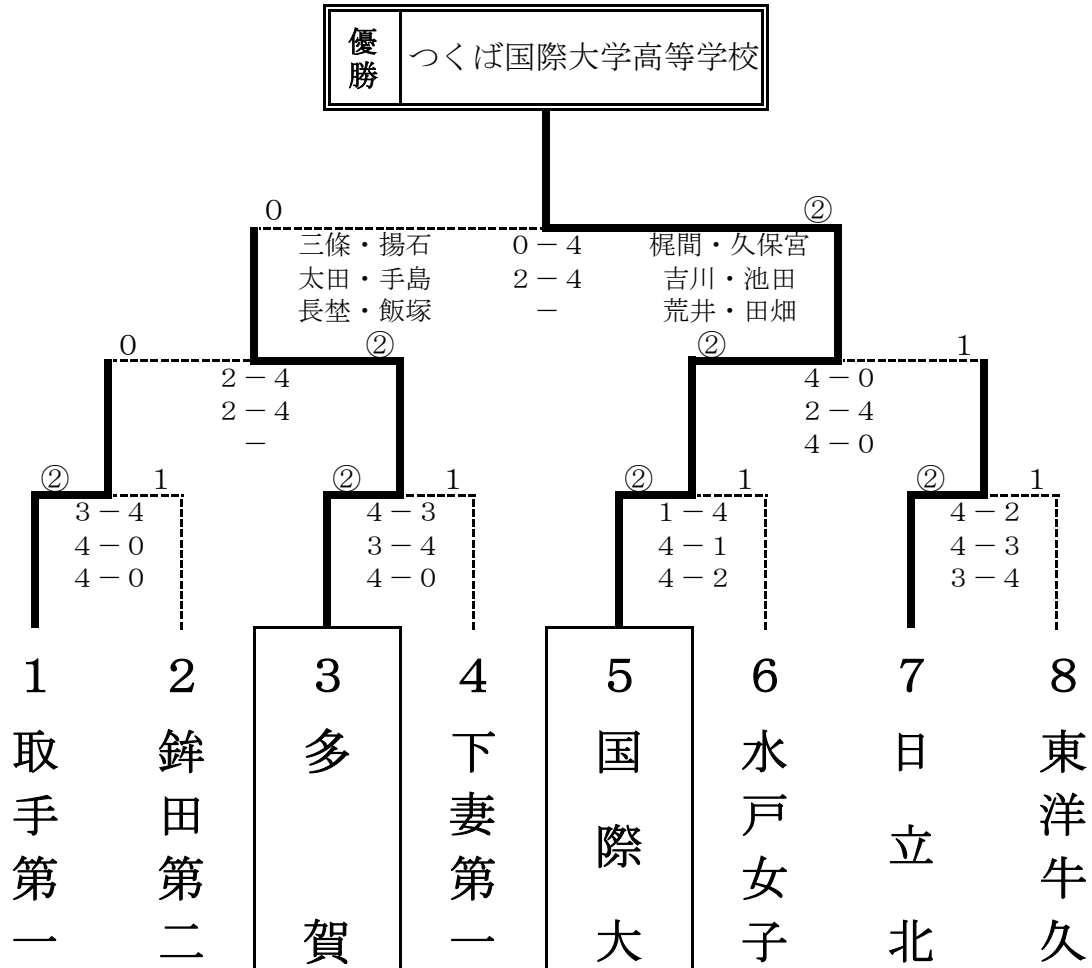 優勝
つくば国際大学高等学校
０
②
三條・揚石
０－４
梶間・久保宮
太田・手島
２－４
吉川・池田
長埜・飯塚
－
荒井・田畑
０
②
②
１
２－４
４－０
２－４
２－４
－
４－０
②
１
②
１
②
１
②
１
３－４
４－３
１－４
４－２
４－０
３－４
４－１
４－３
４－０
４－０
４－２
３－４
１
２
３
４
５
６
７
８
取手第一
鉾田第二
多賀
下妻第一
国際大
水戸女子
日立北
東洋牛久